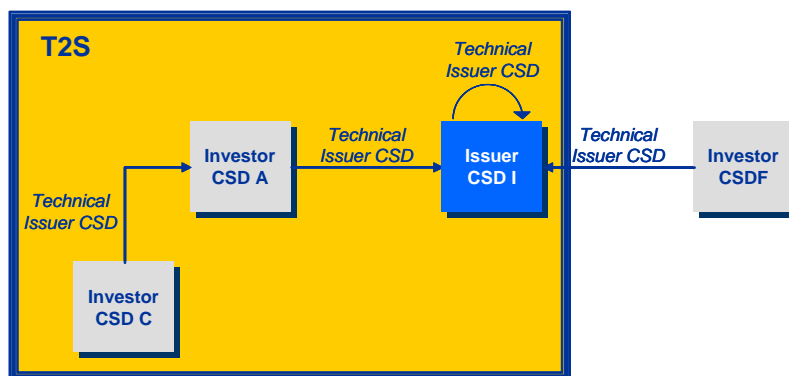 T2S
Technical
Issuer CSD
Technical
Issuer CSD
Technical
Issuer CSD
Investor
CSD A
Issuer
CSD I
Investor
CSDF
Technical
Issuer CSD
Investor
CSD C